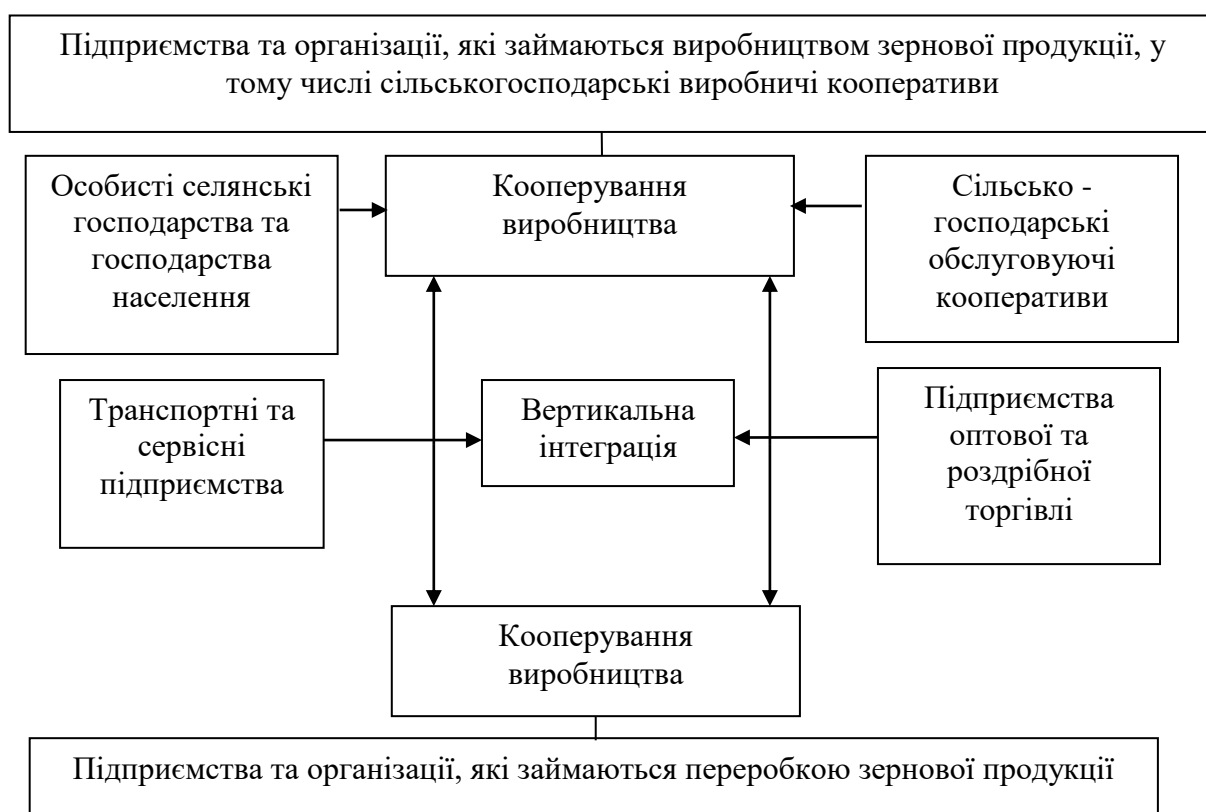 Підприємства та організації, які займаються виробництвом зернової продукції, у
тому числі сільськогосподарські виробничі кооперативи
Особисті селянські
господарства та
господарства
населення
Кооперування
виробництва
Сільсько -
господарські
обслуговуючі
кооперативи
Транспортні та
сервісні
підприємства
Вертикальна
інтеграція
Підприємства
оптової та
роздрібної
торгівлі
Кооперування
виробництва
Підприємства та організації, які займаються переробкою зернової продукції